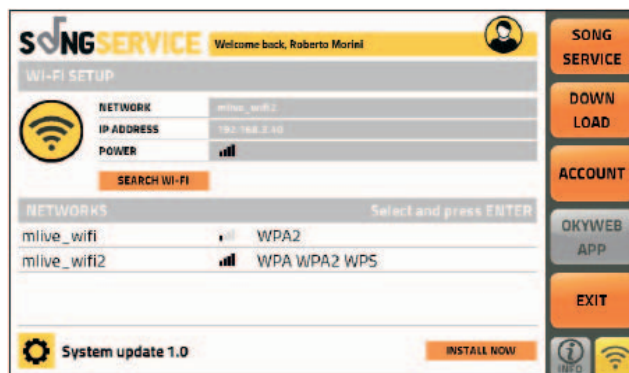 SONGSERVICE Welcome back, Roberto Morini
WI-FI SETUP
NETWORK mlive_wifi2
IP ADDRESS 192.168.2.40
POWER
SEARCH WI-FI
NETWORKS Select and press ENTER
mlive_wifi WPA2
mlive_wifi2 WPA WPA2 WPS
System update 1.0 INSTALL NOW
SONG
SERVICE
DOWN
LOAD
ACCOUNT
OKYWEB
APP
EXIT
INFO